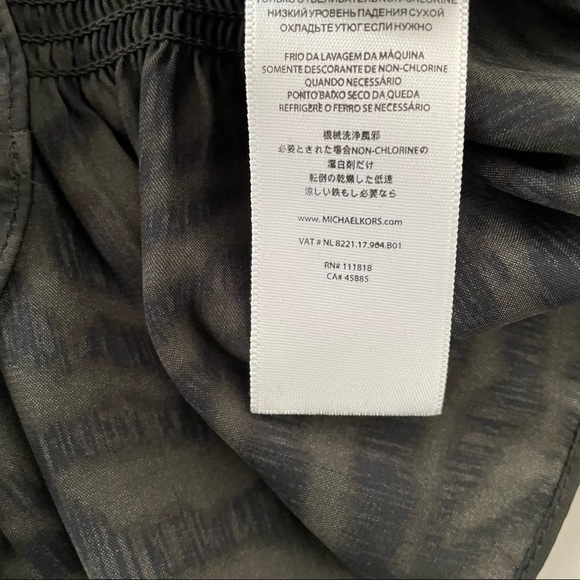 ТОЛЬКО ОТБЕЛИВАТЕЛЬ NON-CHLORINE
НИЗКИЙ УРОВЕНЬ ПАДЕНИЯ СУХОЙ
ОХЛАДЬТЕ УТЮГ ЕСЛИ НУЖНО
FRIO DA LAVAGEM DA MÁQUINA
SOMENTE DESCORANTE DE NON-CHLORINE
QUANDO NECESSÁRIO
PONTO BAIXO SECO DA QUEDA
REFRIGERE O FERRO SE NECESSÁRIO
機械洗浄風邪
必要とされた場合NON-CHLORINEの
漂白剤だけ
転倒の乾燥した低速
涼しい鉄もし必要なら
www.MICHAELKORS.com
VAT # NL 8221.17.964.B01
RN# 111818
CA# 45885